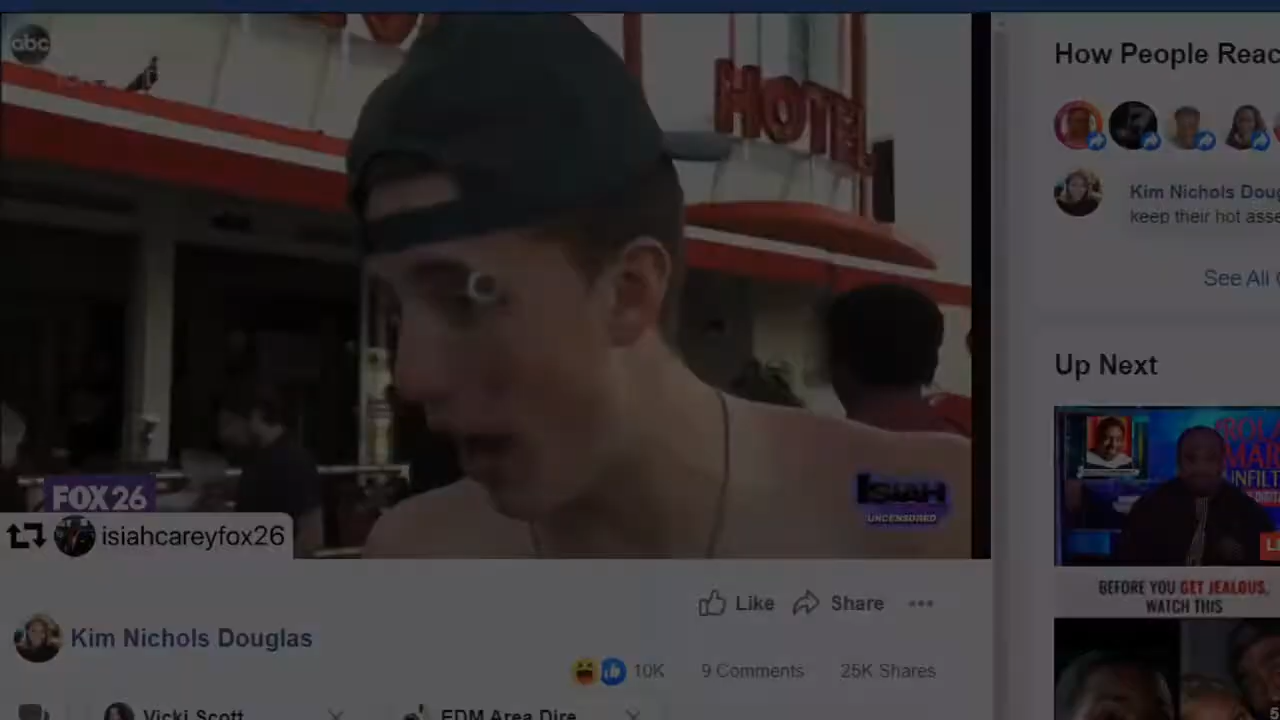 abc
HOTEL
FOX 26
isiahcareyfox26
ISIAH
UNCENSORED
Like
Share
Kim Nichols Douglas
10K
9 Comments
25K Shares
Vicki Scott
EDM Area Dire
How People Reac
Kim Nichols Doug
keep their hot asse
See All
Up Next
BEFORE YOU GET JEALOUS,
WATCH THIS